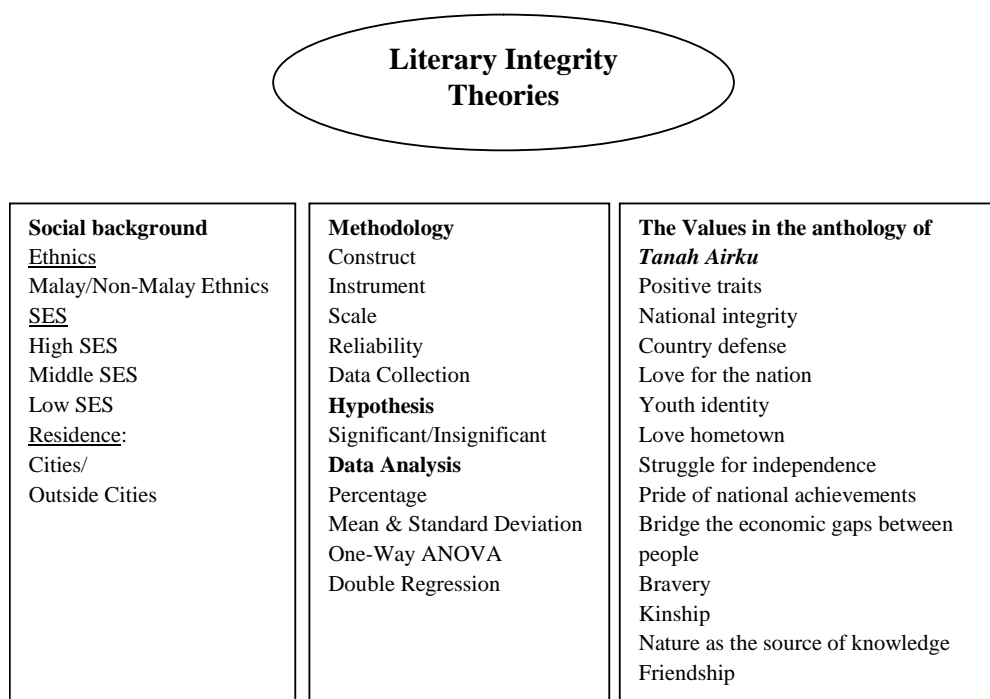 Literary Integrity
Theories
Social background
Ethnics
Malay/Non-Malay Ethnics
SES
High SES
Middle SES
Low SES
Residence:
Cities/
Outside Cities
Methodology
Construct
Instrument
Scale
Reliability
Data Collection
Hypothesis
Significant/Insignificant
Data Analysis
Percentage
Mean & Standard Deviation
One-Way ANOVA
Double Regression
The Values in the anthology of
Tanah Airku
Positive traits
National integrity
Country defense
Love for the nation
Youth identity
Love hometown
Struggle for independence
Pride of national achievements
Bridge the economic gaps between
people
Bravery
Kinship
Nature as the source of knowledge
Friendship